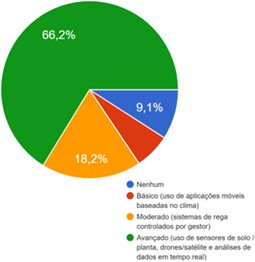 66,2%
9,1%
18,2%
Nenhum
Básico (uso de aplicações móveis
baseadas no clima)
Moderado (sistemas de rega
controlados por gestor)
Avançado (uso de sensores de solo /
planta, drones/satélite e análises de
dados em tempo real)